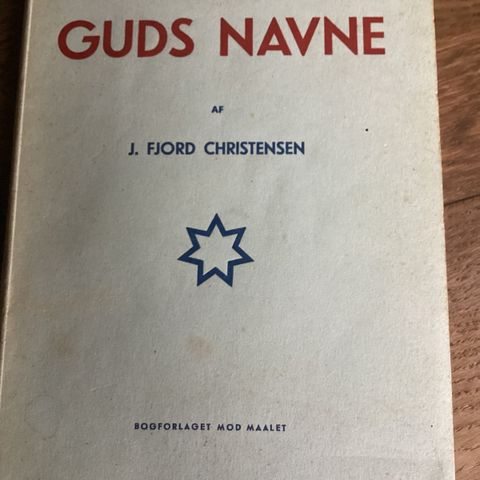 GUDS NAVNE
AF
J. FJORD CHRISTENSEN
BOGFORLAGET MOD MAALET